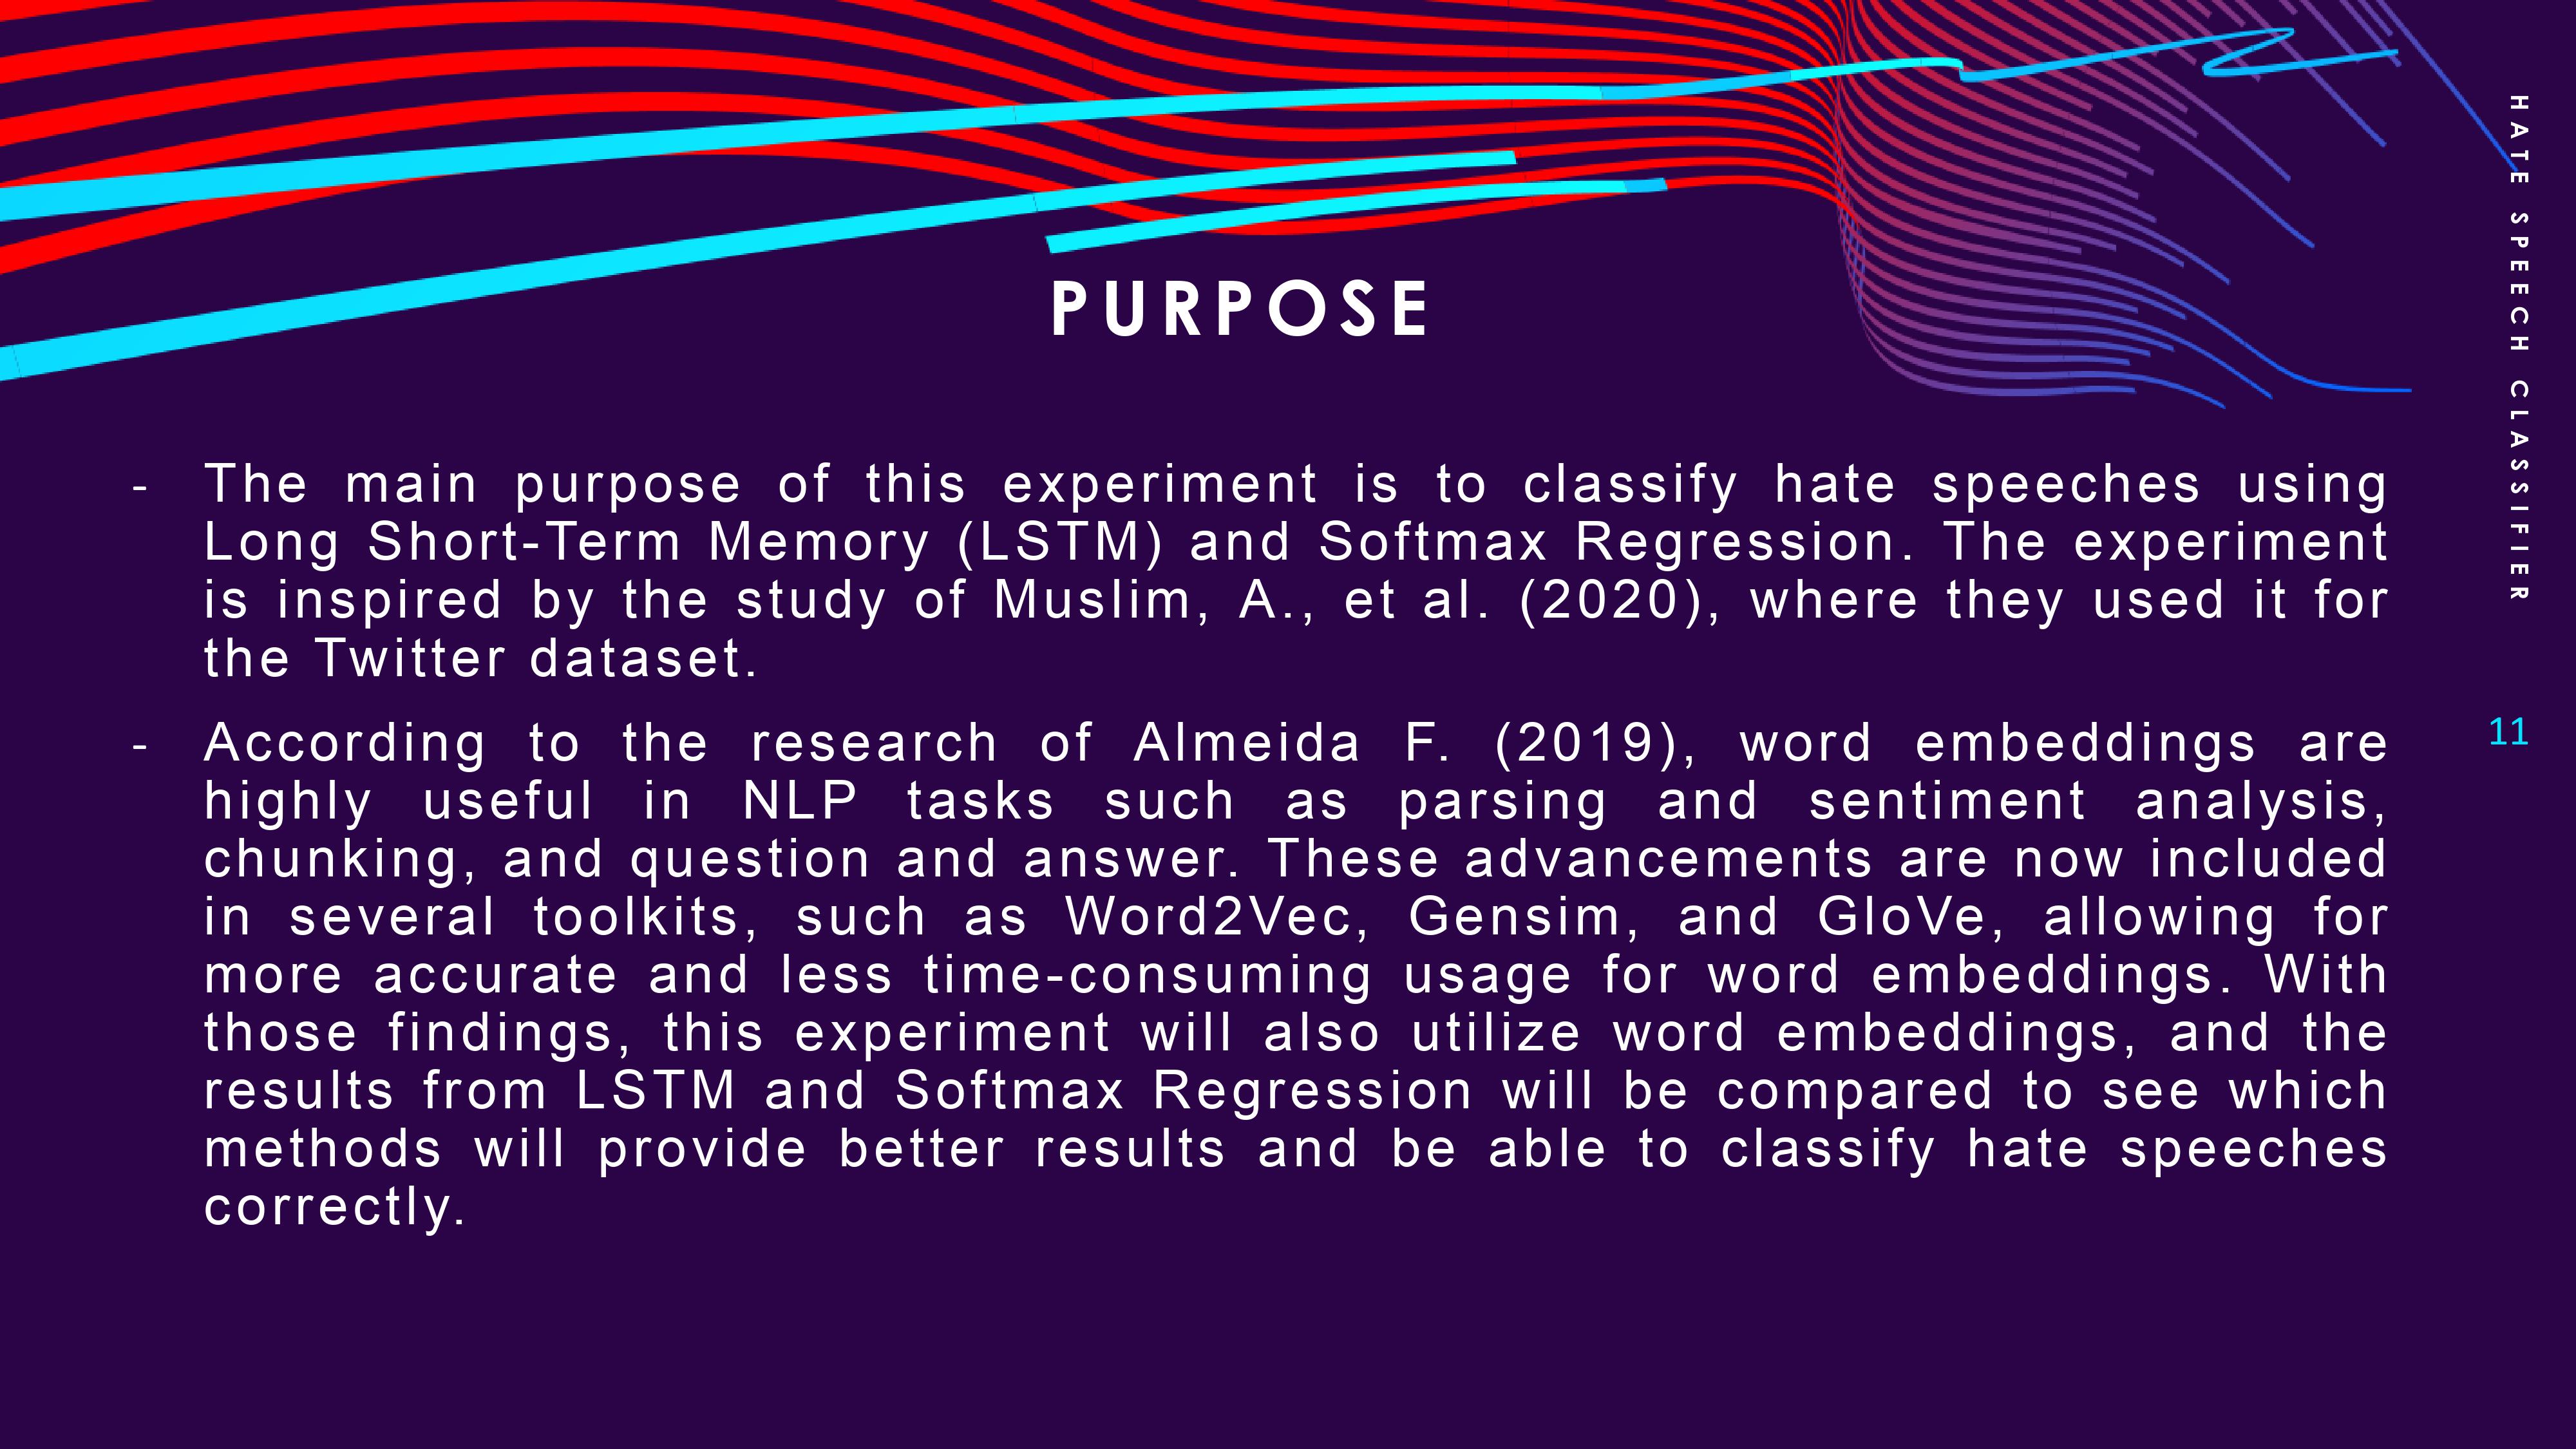 PURPOSE
- The main purpose of this experiment is to classify hate speeches using
Long Short-Term Memory (LSTM) and Softmax Regression. The experiment
is inspired by the study of Muslim, A., et al. (2020), where they used it for
the Twitter dataset.
- According to the research of Almeida F. (2019), word embeddings are
highly useful in NLP tasks such as parsing and sentiment analysis,
chunking, and question and answer. These advancements are now included
in several toolkits, such as Word2Vec, Gensim, and GloVe, allowing for
more accurate and less time-consuming usage for word embeddings. With
those findings, this experiment will also utilize word embeddings, and the
results from LSTM and Softmax Regression will be compared to see which
methods will provide better results and be able to classify hate speeches
correctly.
HATE SPEECH CLASSIFIER
11